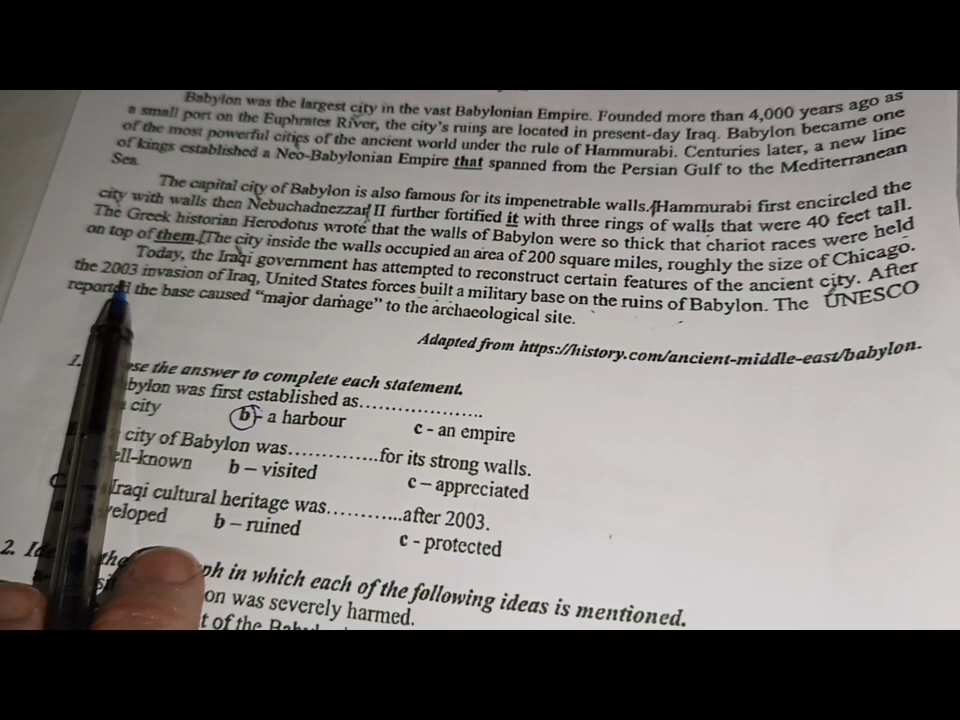 Babylon was the largest city in the vast Babylonian Empire. Founded more than 4,000 years ago as
a small port on the Euphrates River, the city's ruins are located in present-day Iraq. Babylon became one
of the most powerful cities of the ancient world under the rule of Hammurabi. Centuries later, a new line
of kings established a Neo-Babylonian Empire that spanned from the Persian Gulf to the Mediterranean
Sea.
The capital city of Babylon is also famous for its impenetrable walls. Hammurabi first encircled the
city with walls then Nebuchadnezzar II further fortified it with three rings of walls that were 40 feet tall.
The Greek historian Herodotus wrote that the walls of Babylon were so thick that chariot races were held
on top of them. The city inside the walls occupied an area of 200 square miles, roughly the size of Chicago.
Today, the Iraqi government has attempted to reconstruct certain features of the ancient city. After
the 2003 invasion of Iraq, United States forces built a military base on the ruins of Babylon. The UNESCO
reported the base caused "major damage" to the archaeological site.
Adapted from https://history.com/ancient-middle-east/babylon.
1. ose the answer to complete each statement.
bylon was first established as....................
city b - a harbour c - an empire
city of Babylon was..............for its strong walls.
ell-known b – visited c – appreciated
Iraqi cultural heritage was...........after 2003.
veloped b – ruined c - protected
2. Ide the ph in which each of the following ideas is mentioned.
on was severely harmed.
t of the